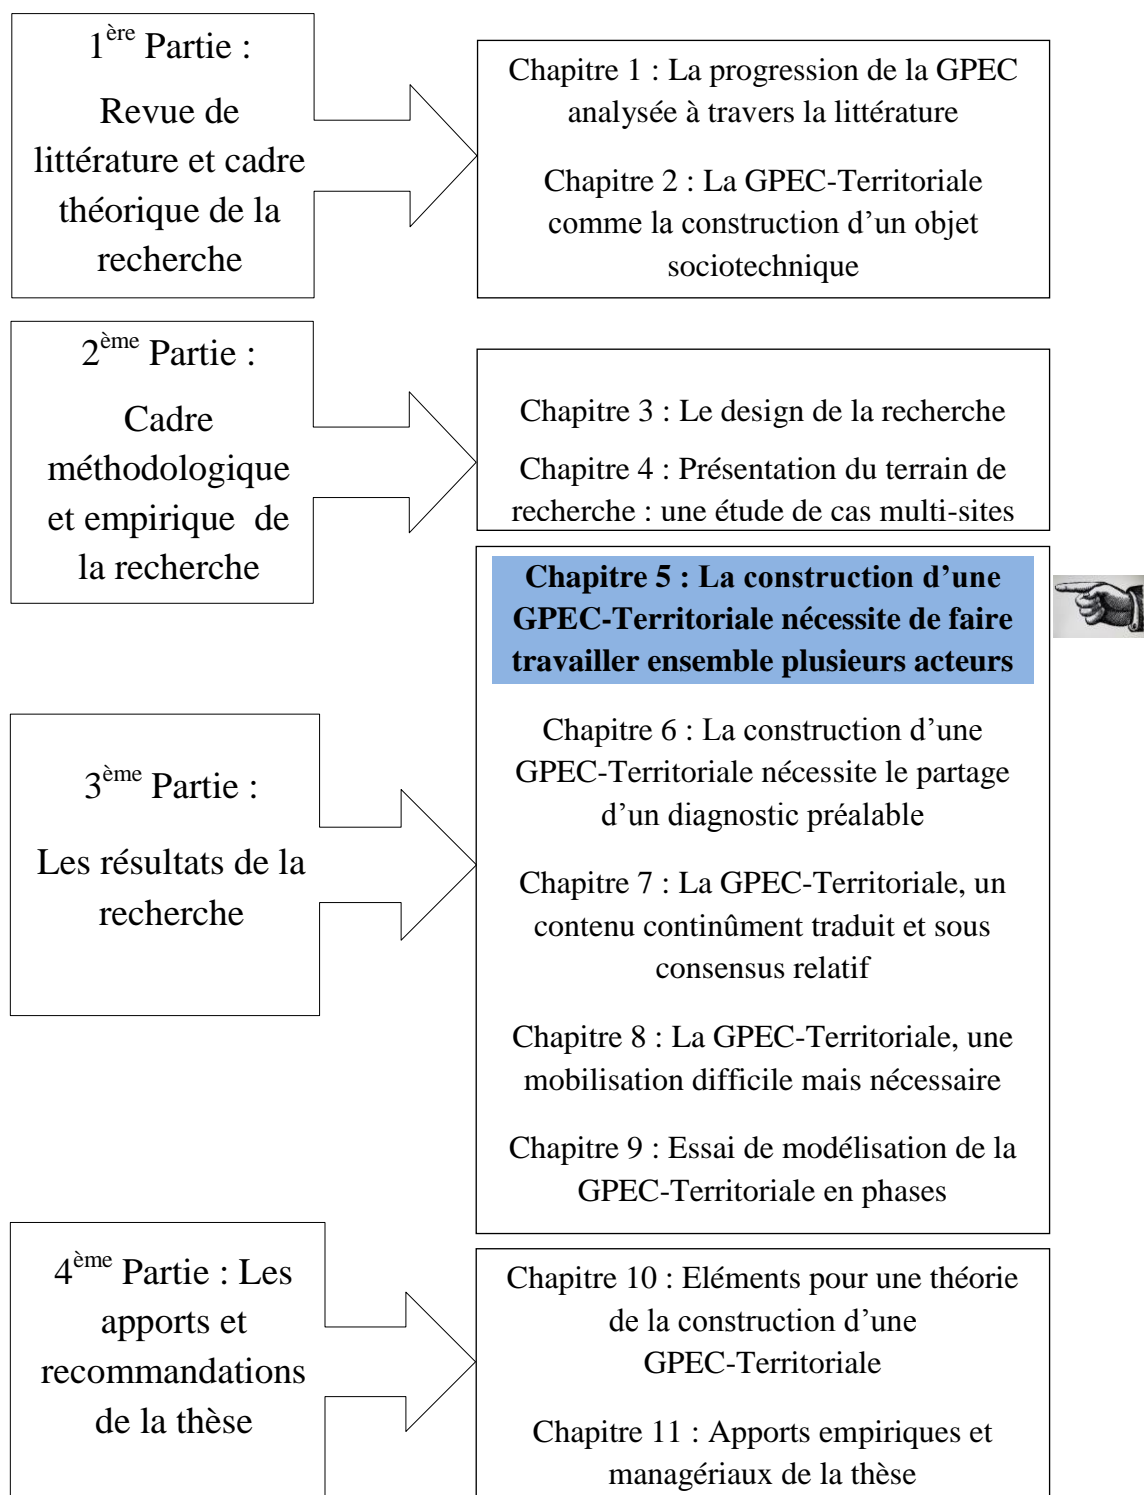 1ère Partie :
Revue de
littérature et cadre
théorique de la
recherche
Chapitre 1 : La progression de la GPEC
analysée à travers la littérature
Chapitre 2 : La GPEC-Territoriale
comme la construction d’un objet
sociotechnique
2ème Partie :
Cadre
méthodologique
et empirique de
la recherche
Chapitre 3 : Le design de la recherche
Chapitre 4 : Présentation du terrain de
recherche : une étude de cas multi-sites
3ème Partie :
Les résultats de la
recherche
Chapitre 5 : La construction d’une
GPEC-Territoriale nécessite de faire
travailler ensemble plusieurs acteurs
Chapitre 6 : La construction d’une
GPEC-Territoriale nécessite le partage
d’un diagnostic préalable
Chapitre 7 : La GPEC-Territoriale, un
contenu continûment traduit et sous
consensus relatif
Chapitre 8 : La GPEC-Territoriale, une
mobilisation difficile mais nécessaire
Chapitre 9 : Essai de modélisation de la
GPEC-Territoriale en phases
4ème Partie : Les
apports et
recommandations
de la thèse
Chapitre 10 : Eléments pour une théorie
de la construction d’une
GPEC-Territoriale
Chapitre 11 : Apports empiriques et
managériaux de la thèse